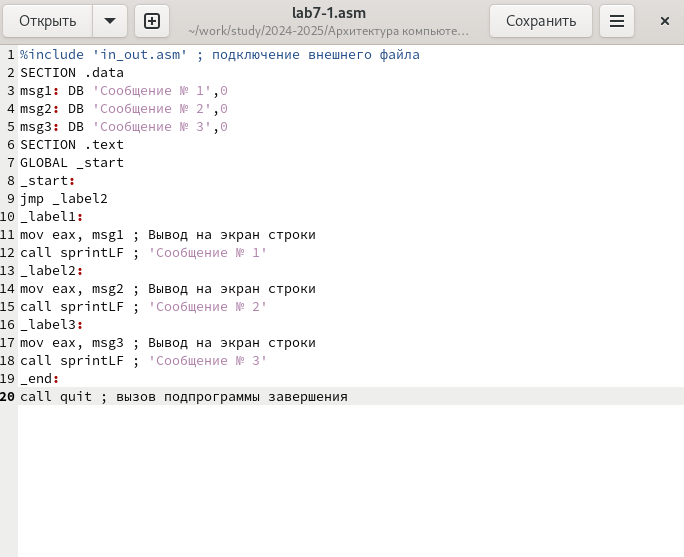 Открыть
lab7-1.asm
~/work/study/2024-2025/Архитектура компьюте…
Сохранить
1 %include 'in_out.asm' ; подключение внешнего файла
2 SECTION .data
3 msg1: DB 'Сообщение № 1',0
4 msg2: DB 'Сообщение № 2',0
5 msg3: DB 'Сообщение № 3',0
6 SECTION .text
7 GLOBAL _start
8 _start:
9 jmp _label2
10 _label1:
11 mov eax, msg1 ; Вывод на экран строки
12 call sprintLF ; 'Сообщение № 1'
13 _label2:
14 mov eax, msg2 ; Вывод на экран строки
15 call sprintLF ; 'Сообщение № 2'
16 _label3:
17 mov eax, msg3 ; Вывод на экран строки
18 call sprintLF ; 'Сообщение № 3'
19 _end:
20 call quit ; вызов подпрограммы завершения